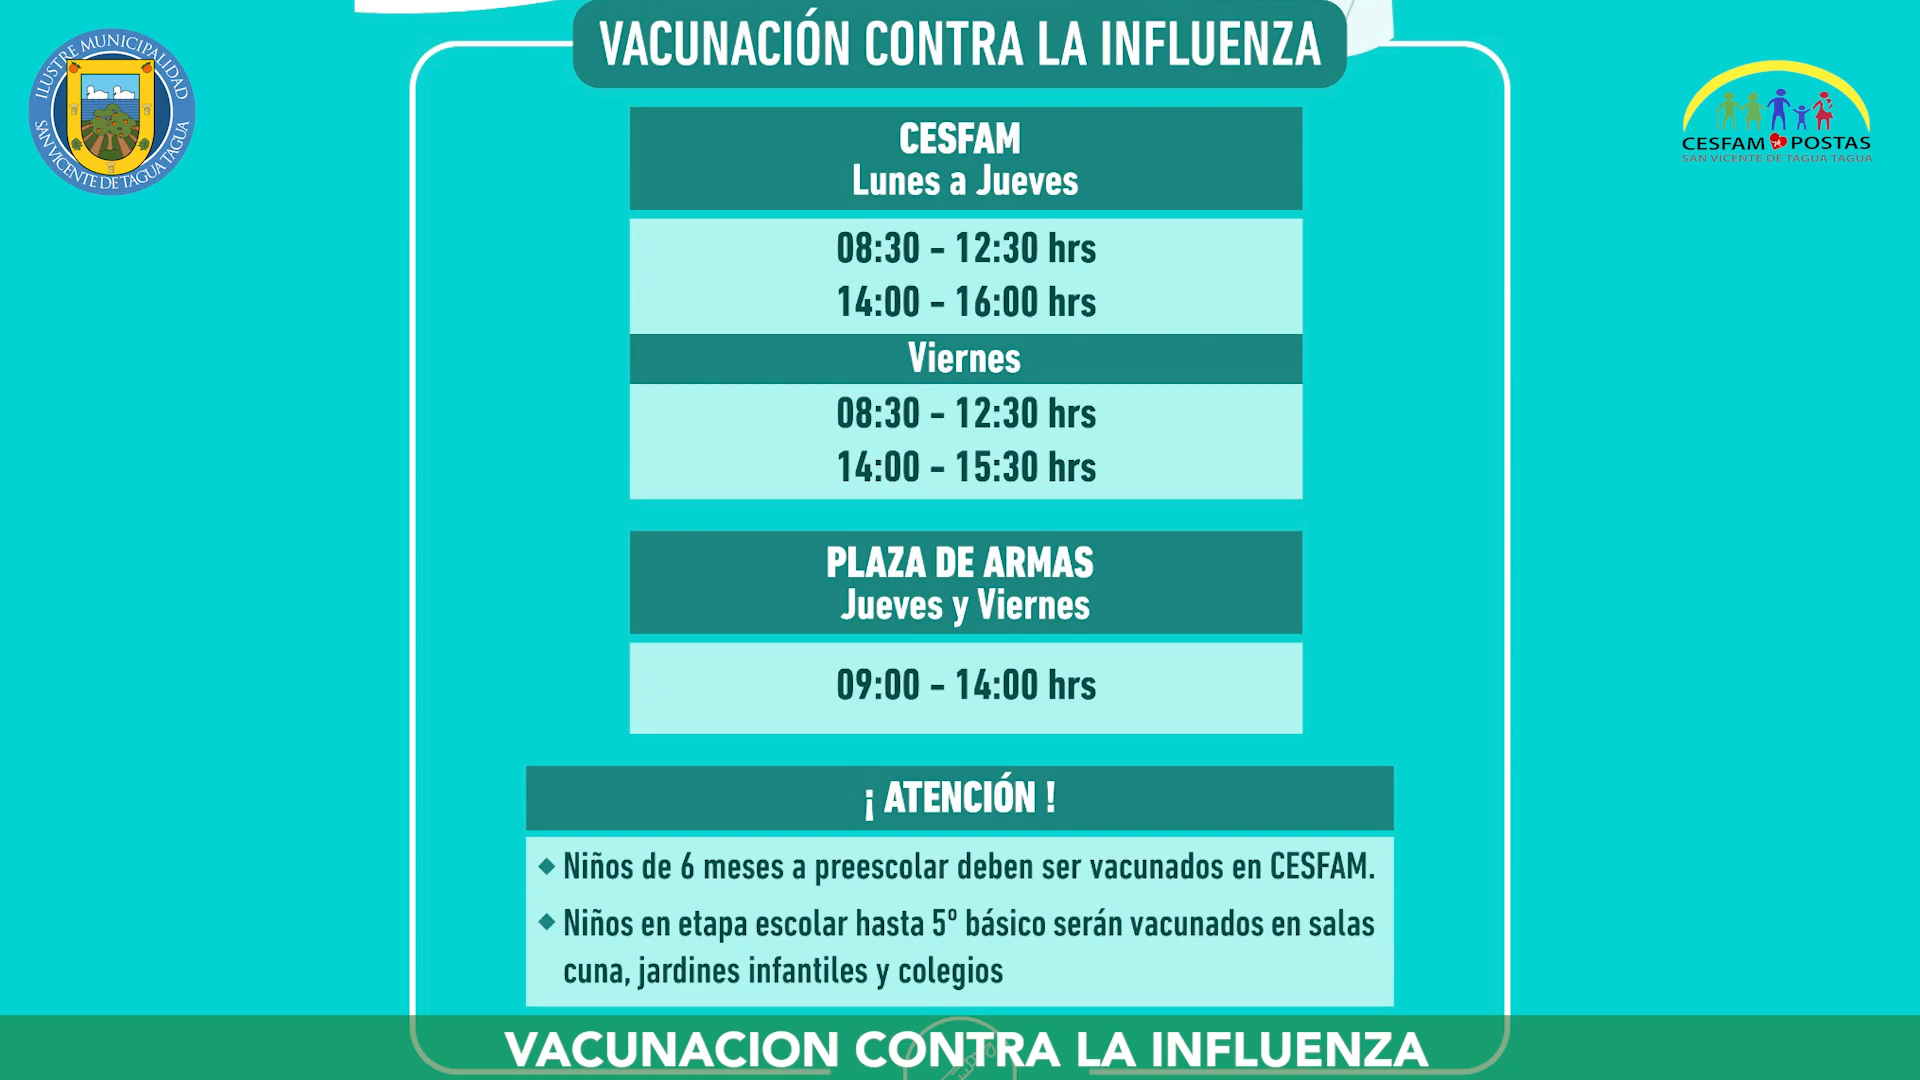 VACUNACIÓN CONTRA LA INFLUENZA
ILUSTRE MUNICIPALIDAD
SAN VICENTE DE TAGUA TAGUA
CESFAM POSTAS
SAN VICENTE DE TAGUA TAGUA
CESFAM
Lunes a Jueves
08:30 - 12:30 hrs
14:00 - 16:00 hrs
Viernes
08:30 - 12:30 hrs
14:00 - 15:30 hrs
PLAZA DE ARMAS
Jueves y Viernes
09:00 - 14:00 hrs
¡ ATENCIÓN !
Niños de 6 meses a preescolar deben ser vacunados en CESFAM.
Niños en etapa escolar hasta 5º básico serán vacunados en salas
cuna, jardines infantiles y colegios
VACUNACION CONTRA LA INFLUENZA